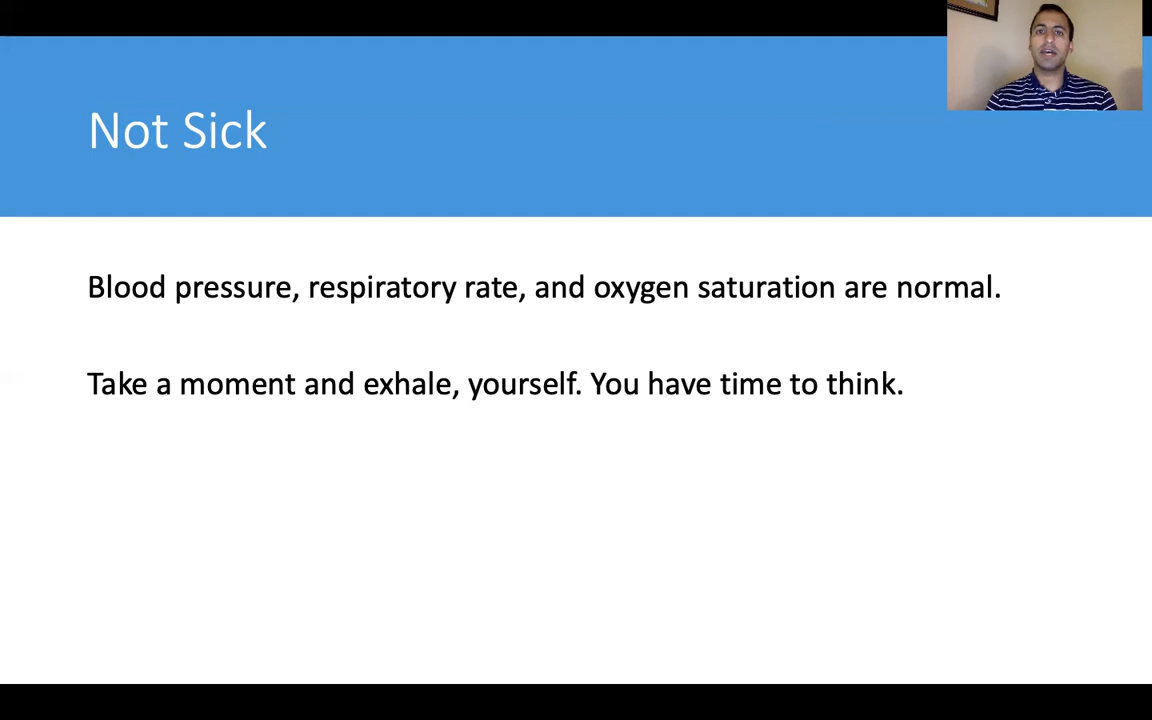 Not Sick
Blood pressure, respiratory rate, and oxygen saturation are normal.
Take a moment and exhale, yourself. You have time to think.